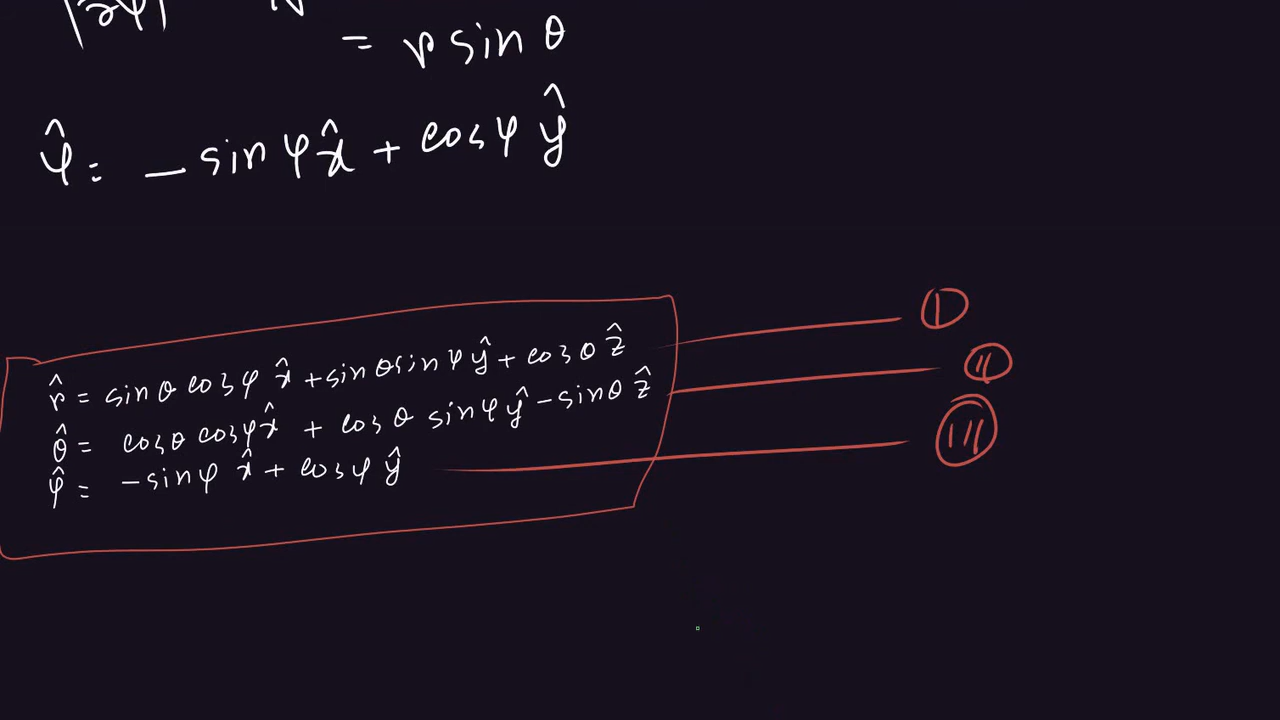 |∂φ|
= r sin θ
φ̂ = − sin φ x̂ + cos φ ŷ
r̂ = sin θ cos φ x̂ + sin θ sin φ ŷ + cos θ ẑ I
θ̂ = cos θ cos φ x̂ + cos θ sin φ ŷ − sin θ ẑ II
φ̂ = − sin φ x̂ + cos φ ŷ III